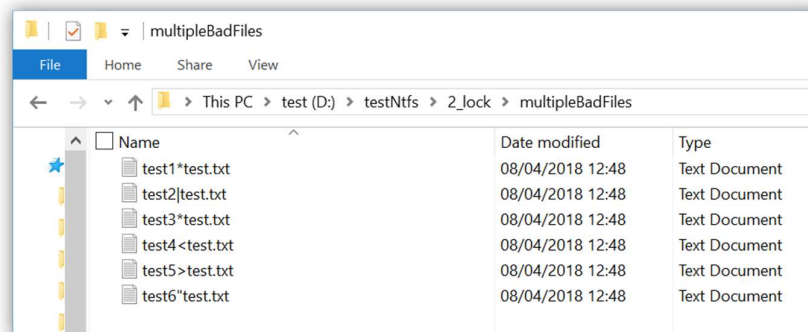 multipleBadFiles
File Home Share View
This PC > test (D:) > testNtfs > 2_lock > multipleBadFiles
Name Date modified Type
test1*test.txt 08/04/2018 12:48 Text Document
test2|test.txt 08/04/2018 12:48 Text Document
test3*test.txt 08/04/2018 12:48 Text Document
test4<test.txt 08/04/2018 12:48 Text Document
test5>test.txt 08/04/2018 12:48 Text Document
test6"test.txt 08/04/2018 12:48 Text Document